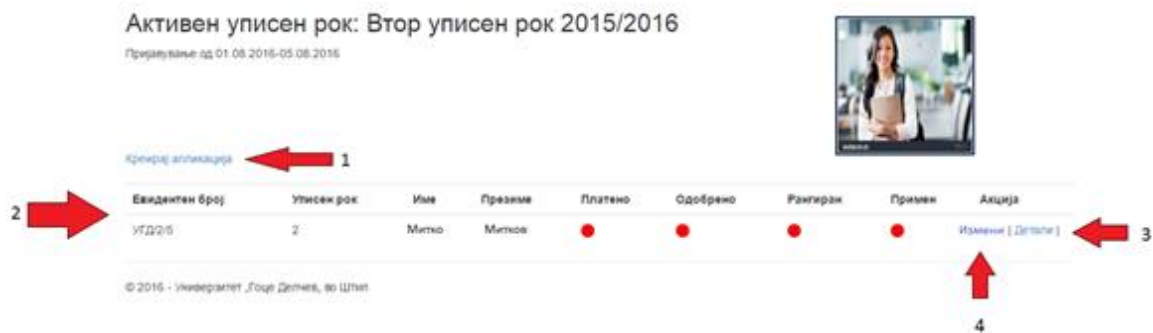 Активен уписен рок: Втор уписен рок 2015/2016
Пријавување од 01.08.2016-05.08.2016
Креирај апликација
1
2
Евидентен број Уписен рок Име Презиме Платено Одобрено Рангиран Примен Акција
УГД/2/5 2 Митко Митков Измени | Детали |
3
© 2016 - Универзитет „Гоце Делчев„ во Штип
4